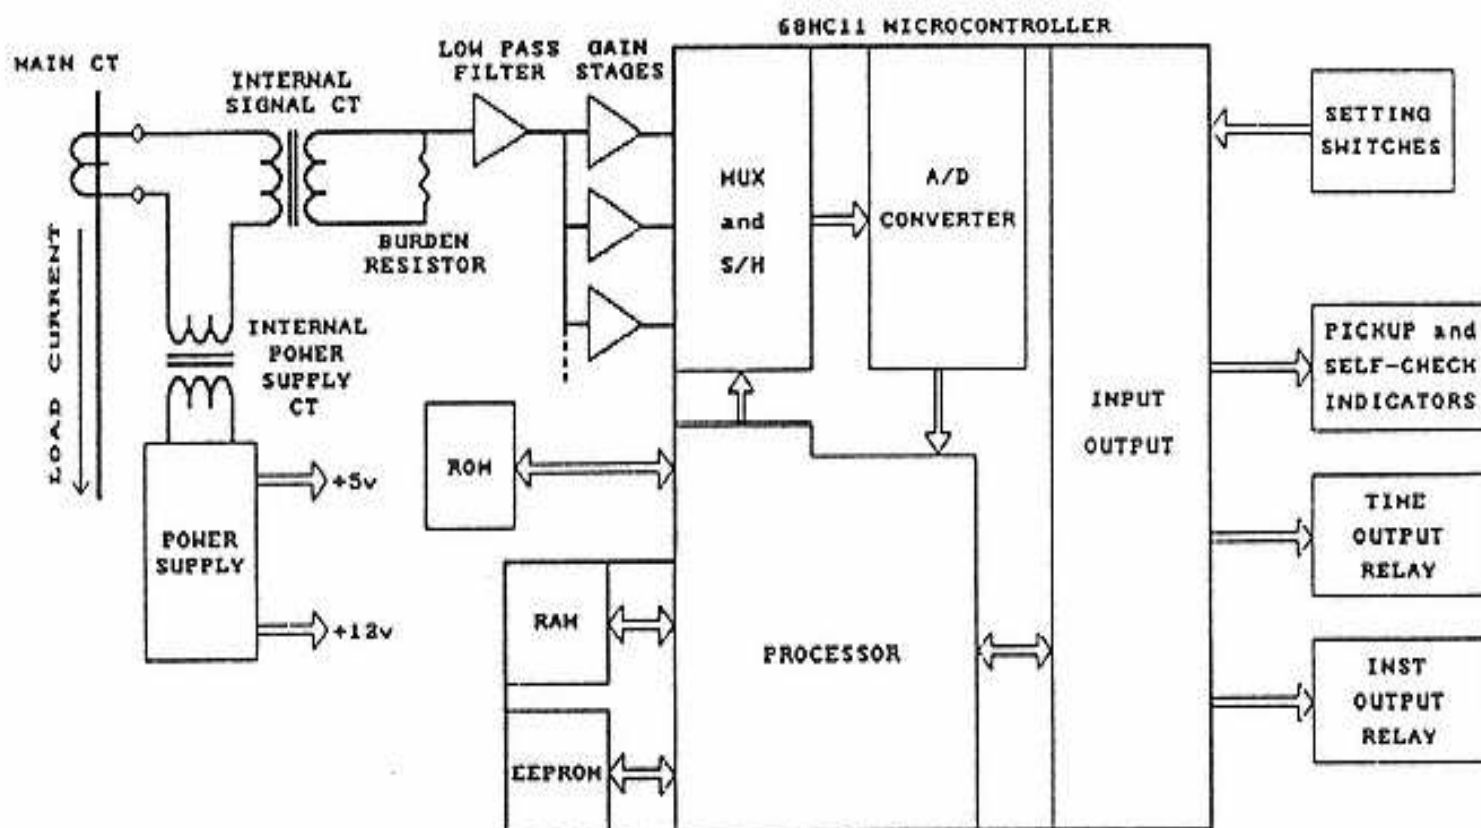 68HC11 MICROCONTROLLER
MAIN CT
LOW PASS
FILTER
GAIN
STAGES
INTERNAL
SIGNAL CT
SETTING
SWITCHES
MUX
and
S/H
A/D
CONVERTER
BURDEN
RESISTOR
LOAD CURRENT
INTERNAL
POWER
SUPPLY
CT
PICKUP and
SELF-CHECK
INDICATORS
INPUT
OUTPUT
ROM
+5v
TIME
OUTPUT
RELAY
POWER
SUPPLY
+12v
RAM
PROCESSOR
INST
OUTPUT
RELAY
EEPROM